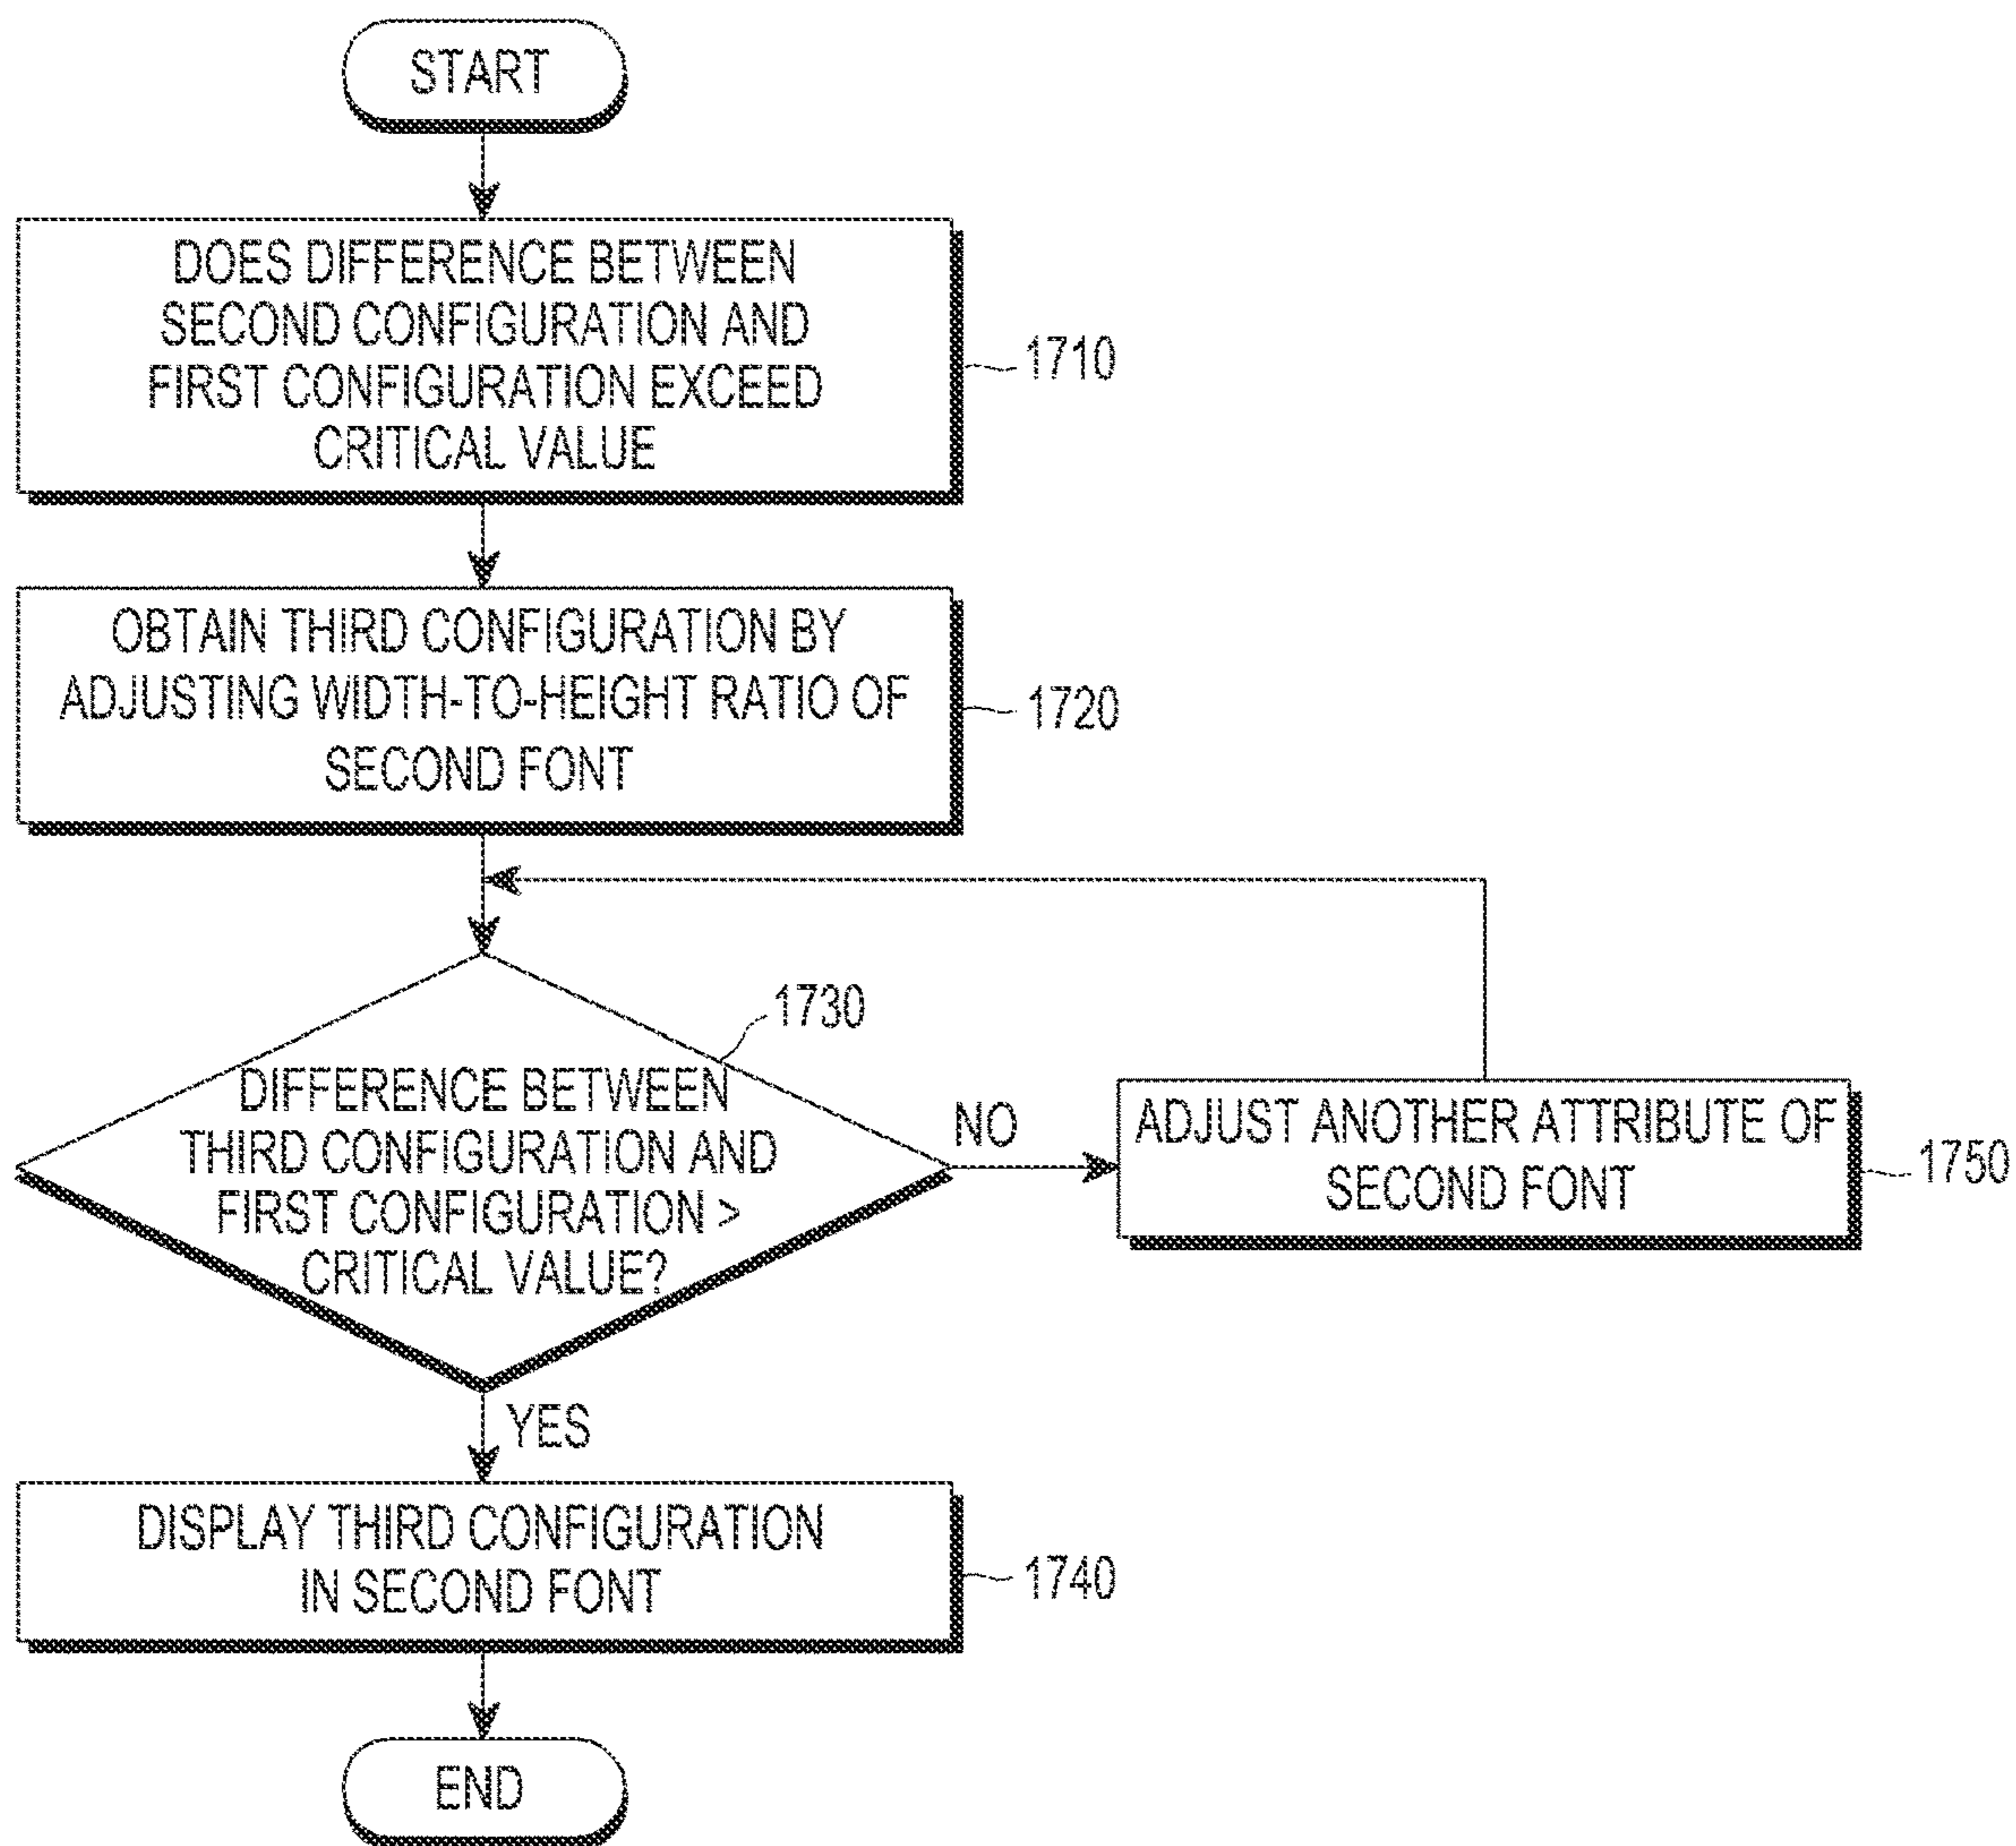 START
DOES DIFFERENCE BETWEEN
SECOND CONFIGURATION AND
FIRST CONFIGURATION EXCEED
CRITICAL VALUE
1710
OBTAIN THIRD CONFIGURATION BY
ADJUSTING WIDTH-TO-HEIGHT RATIO OF
SECOND FONT
1720
1730
DIFFERENCE BETWEEN
THIRD CONFIGURATION AND
FIRST CONFIGURATION >
CRITICAL VALUE?
NO
ADJUST ANOTHER ATTRIBUTE OF
SECOND FONT
1750
YES
DISPLAY THIRD CONFIGURATION
IN SECOND FONT
1740
END